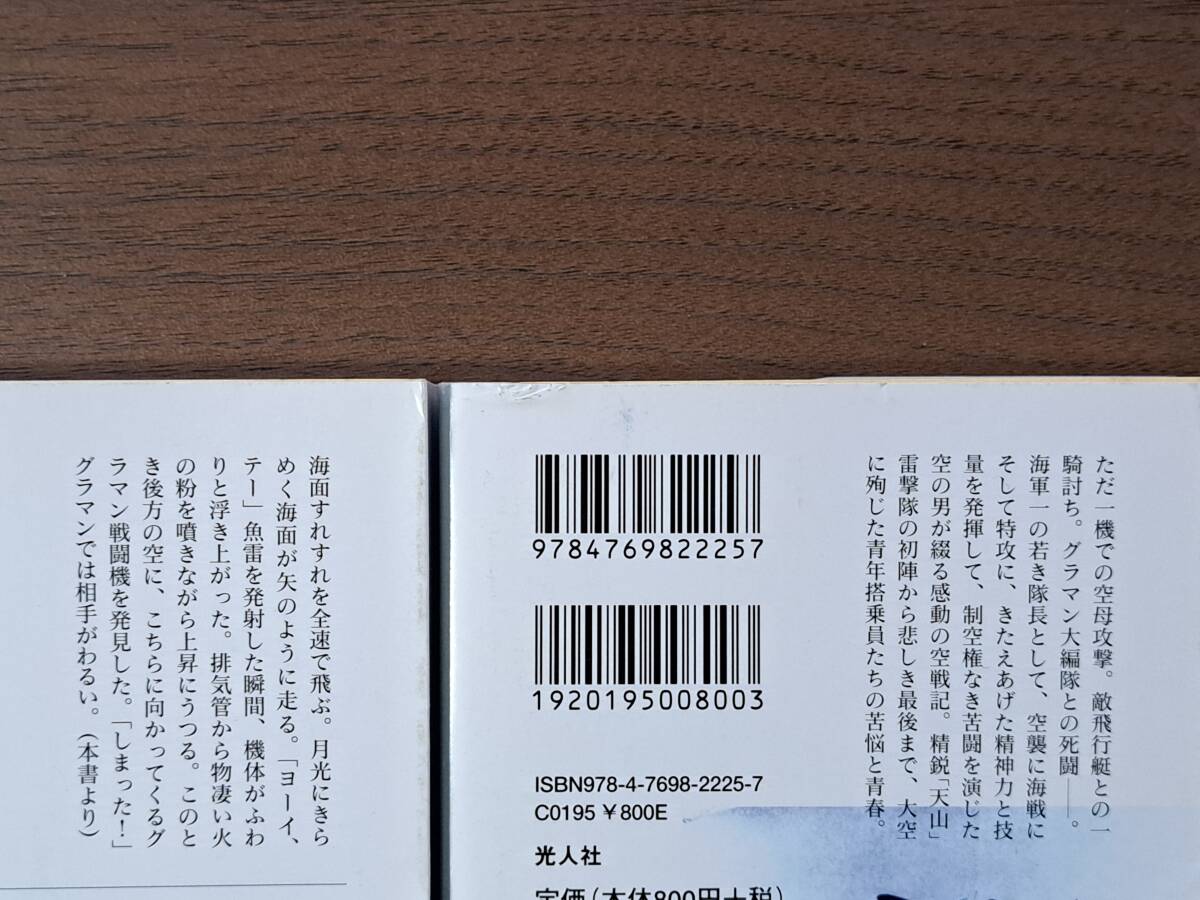 海面すれすれを全速で飛ぶ。月光にきら
めく海面が矢のように走る。「ヨーイ、
テー」魚雷を発射した瞬間、機体がふわ
りと浮き上がった。排気管から物凄い火
の粉を噴きながら上昇にうつる。このと
き後方の空に、こちらに向かってくるグ
ラマン戦闘機を発見した。「しまった！」
グラマンでは相手がわるい。（本書より）
ただ一機での空母攻撃。敵飛行艇との一
騎討ち。グラマン大編隊との死闘――。
海軍一の若き隊長として、空襲に海戦に
そして特攻に、きたえあげた精神力と技
量を発揮して、制空権なき苦闘を演じた
空の男が綴る感動の空戦記。精鋭「天山」
雷撃隊の初陣から悲しき最後まで、大空
に殉じた青年搭乗員たちの苦悩と青春。
9784769822257
1920195008003
ISBN978-4-7698-2225-7
C0195 ￥800E
光人社
定価（本体800円＋税）